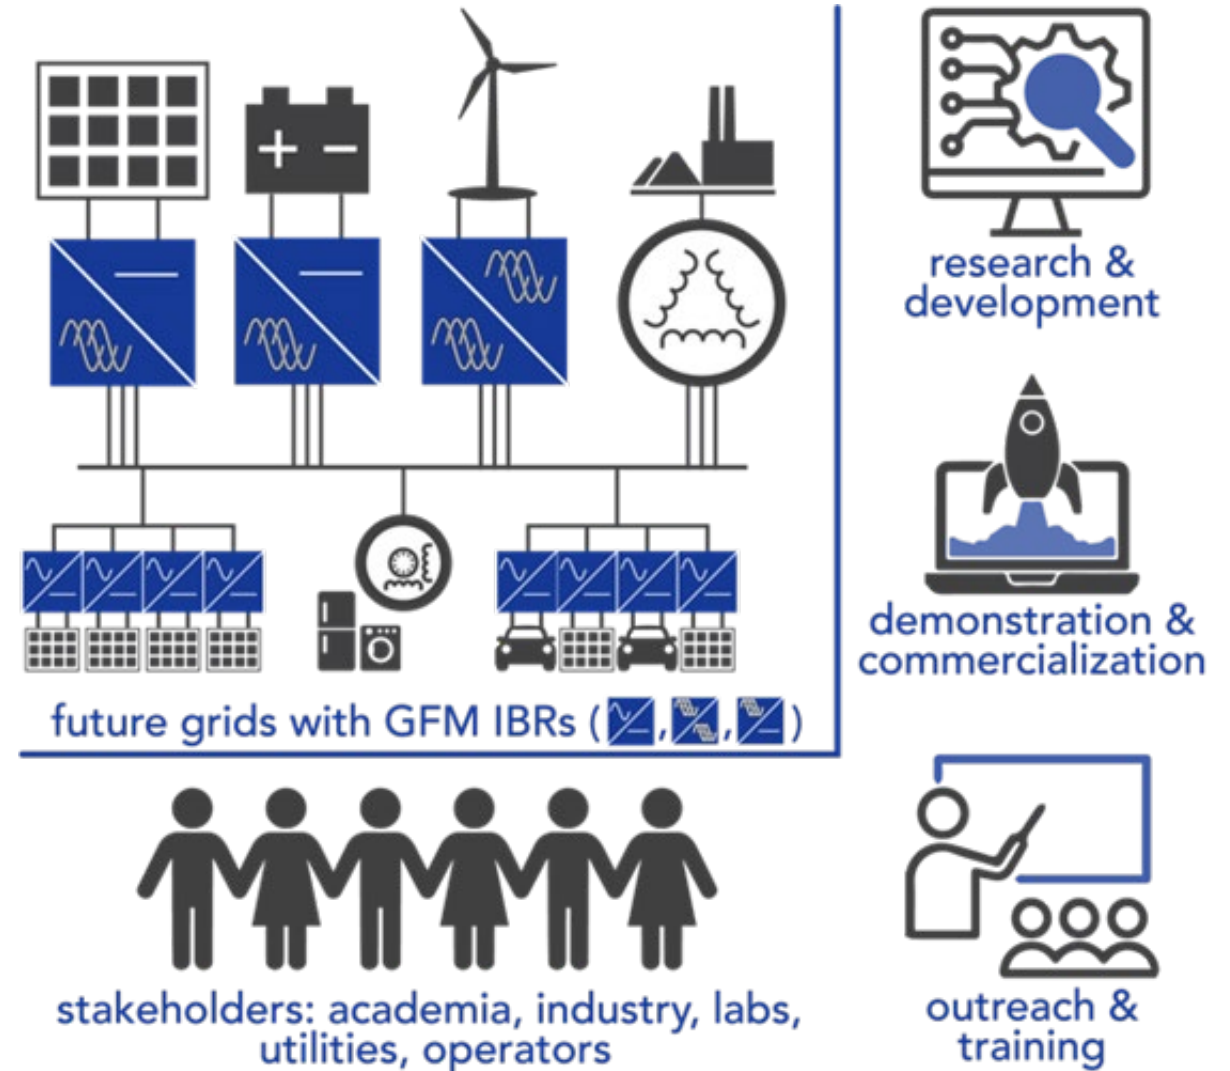 research &
development
demonstration &
commercialization
future grids with GFM IBRs ( , , )
stakeholders: academia, industry, labs,
utilities, operators
outreach &
training